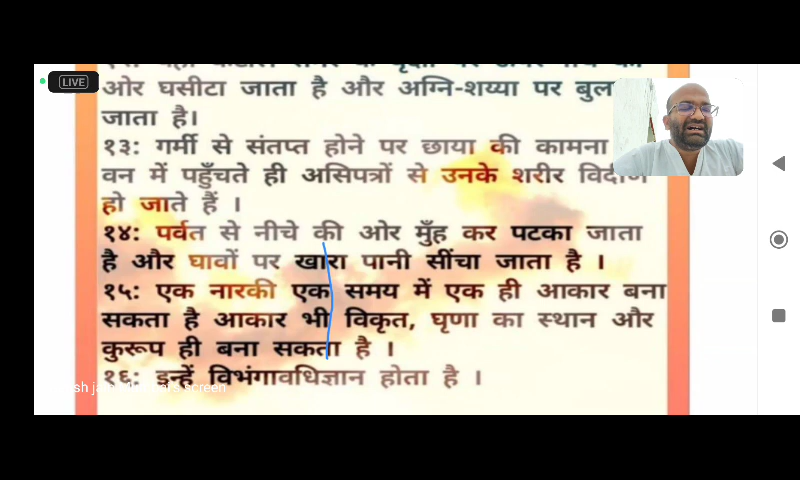 LIVE
ओर घसीटा जाता है और अग्नि-शय्या पर
जाता है।
१३: गर्मी से संतप्त होने पर छाया की कामना
वन में पहुँचते ही असिपत्रों से उनके शरीर
हो जाते हैं ।
१४: पर्वत से नीचे की ओर मुँह कर पटका जाता
है और घावों पर खारा पानी सींचा जाता है ।
१५: एक नारकी एक समय में एक ही आकार बना
सकता है आकार भी विकृत, घृणा का स्थान और
कुरूप ही बना सकता है ।
१६: इन्हें विभंगावधिज्ञान होता है ।
screen